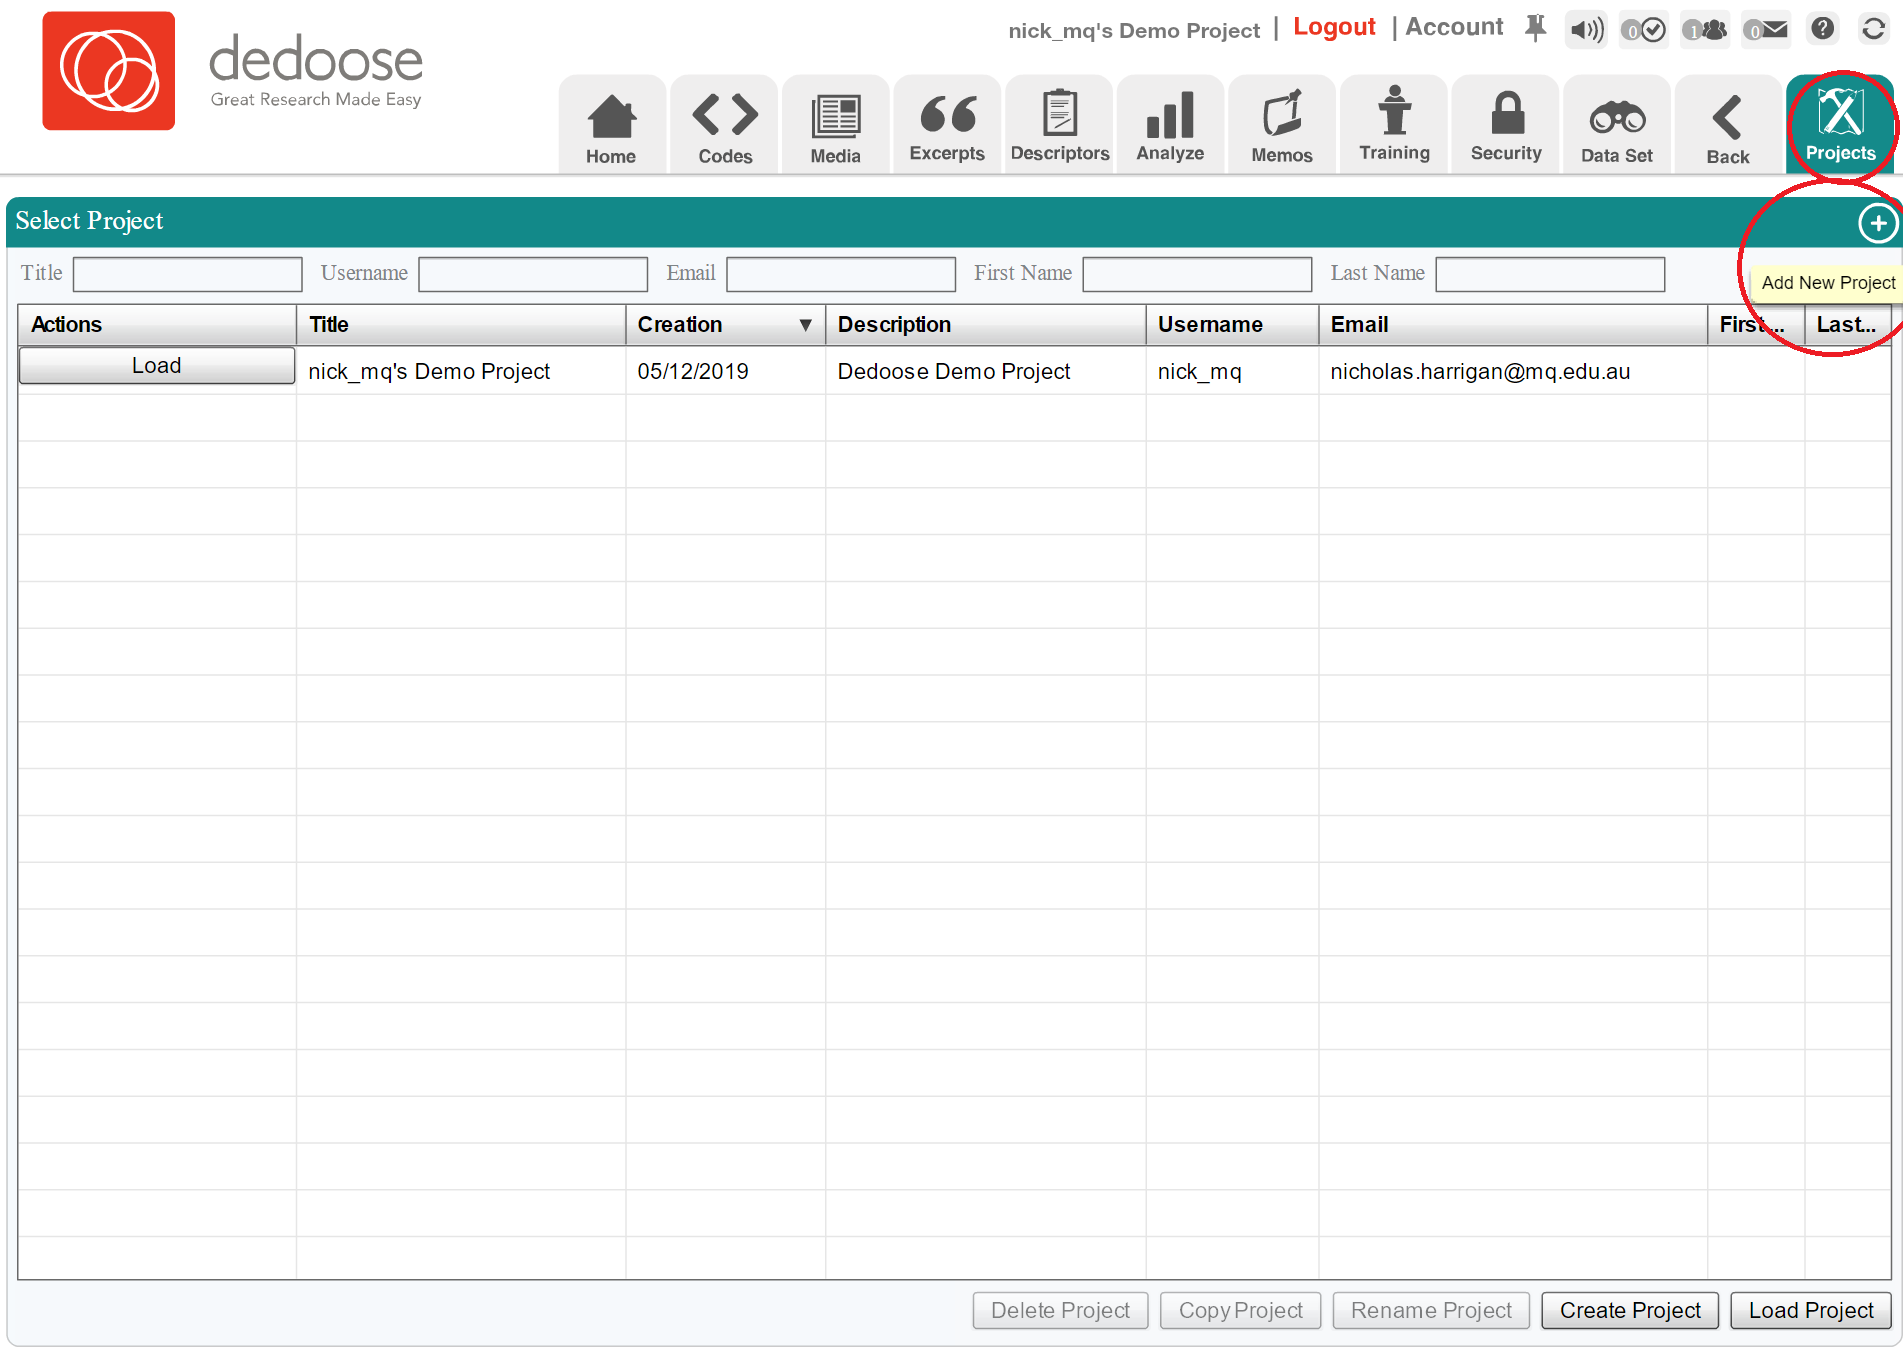 dedoose
Great Research Made Easy
nick_mq's Demo Project | Logout | Account
0 1 0 ?
Home Codes Media Excerpts Descriptors Analyze Memos Training Security Data Set Back Projects
Select Project
Title Username Email First Name Last Name
Add New Project
Actions Title Creation ▼ Description Username Email First... Last...
Load nick_mq's Demo Project 05/12/2019 Dedoose Demo Project nick_mq nicholas.harrigan@mq.edu.au
Delete Project Copy Project Rename Project Create Project Load Project